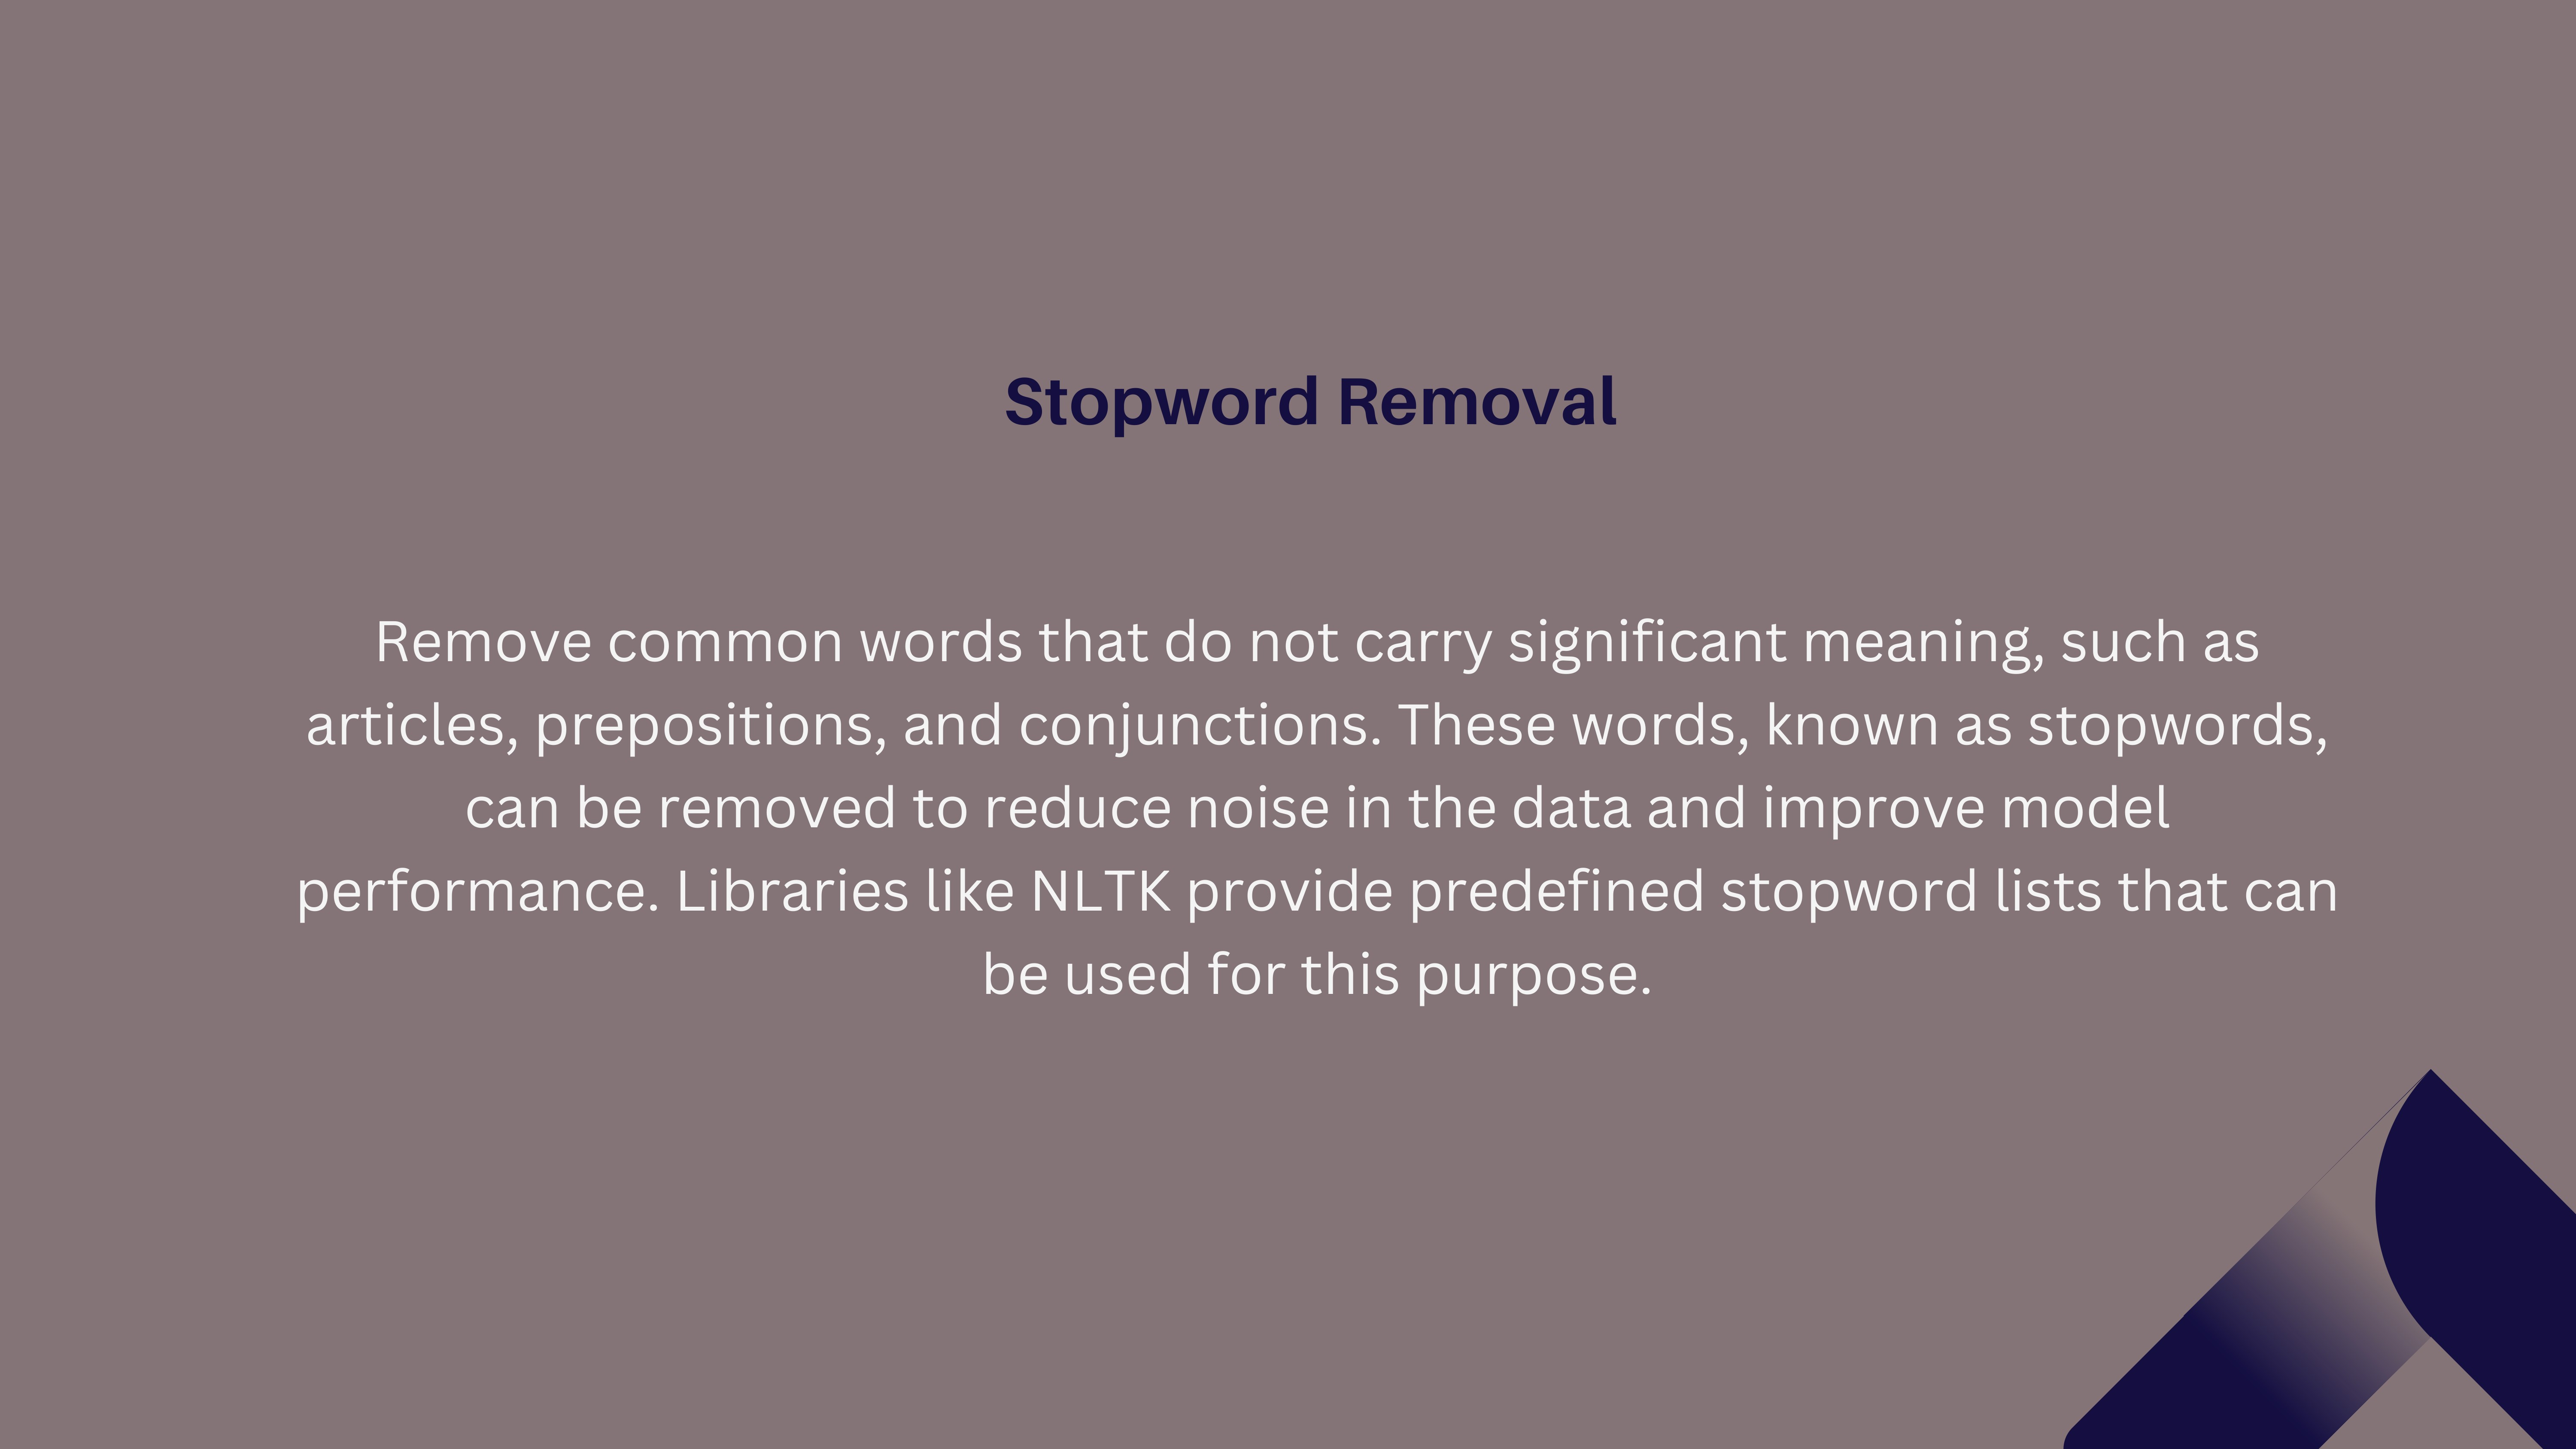 Stopword Removal
Remove common words that do not carry significant meaning, such as
articles, prepositions, and conjunctions. These words, known as stopwords,
can be removed to reduce noise in the data and improve model
performance. Libraries like NLTK provide predefined stopword lists that can
be used for this purpose.